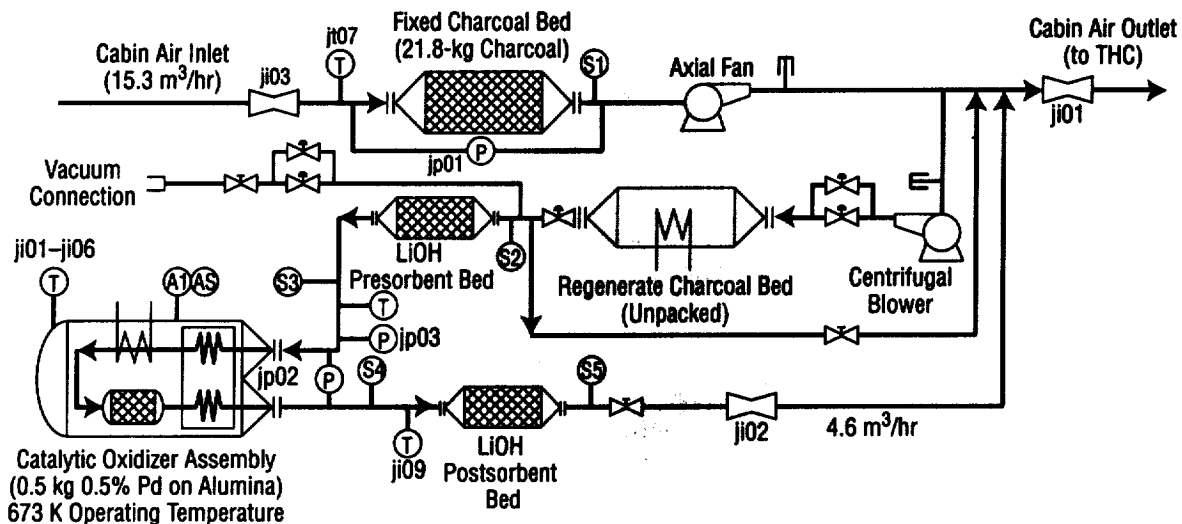 Fixed Charcoal Bed
(21.8-kg Charcoal)
Cabin Air Outlet
(to THC)
Cabin Air Inlet
(15.3 m³/hr)
jt07
T
S1
Axial Fan
ji03
ji01
jp01
P
Vacuum
Connection
LiOH
Presorbent Bed
S2
Regenerate Charcoal Bed
(Unpacked)
Centrifugal
Blower
ji01–ji06
T
A1
AS
S3
T
P
jp03
jp02
P
S4
S5
T
ji09
LiOH
Postsorbent
Bed
ji02
4.6 m³/hr
Catalytic Oxidizer Assembly
(0.5 kg 0.5% Pd on Alumina)
673 K Operating Temperature